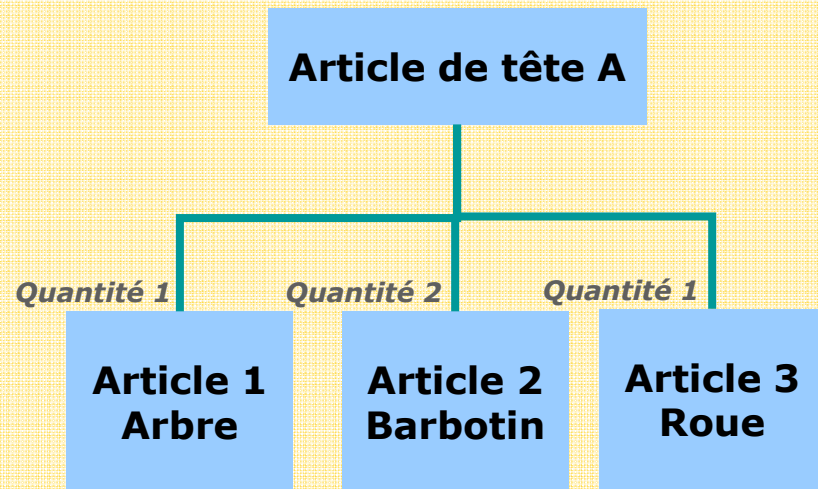 Article de tête A
Quantité 1
Quantité 2
Quantité 1
Article 1
Arbre
Article 2
Barbotin
Article 3
Roue